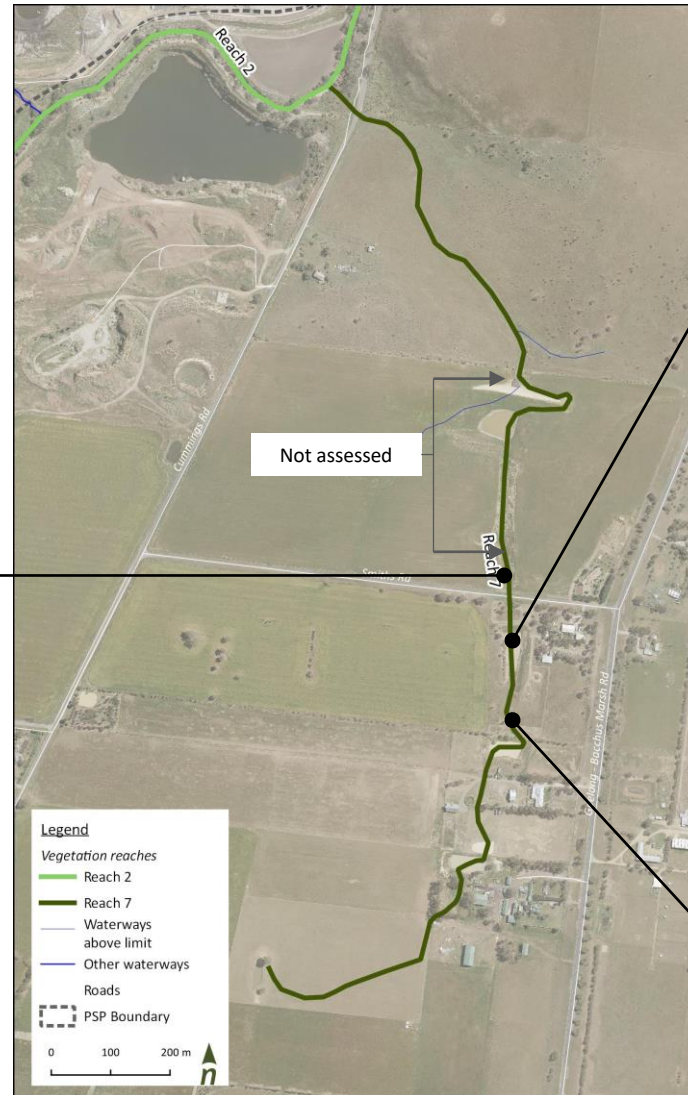 Reach 2
Cummings Rd
Not assessed
Reach 7
Smiths Rd
Geelong - Bacchus Marsh Rd
Legend
Vegetation reaches
Reach 2
Reach 7
Waterways
above limit
Other waterways
Roads
PSP Boundary
0 100 200 m
n